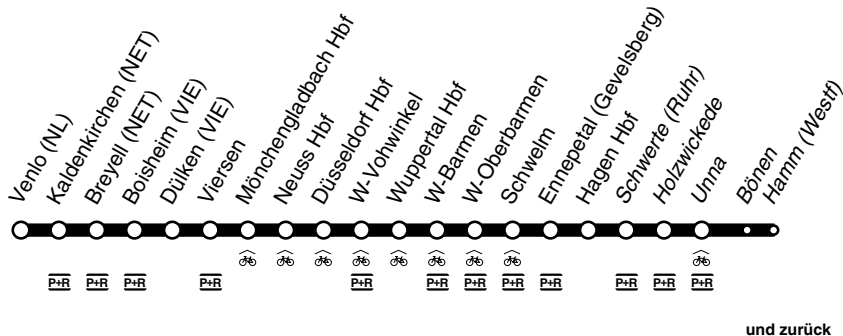 Venlo (NL)
Kaldenkirchen (NET)
Breyell (NET)
Boisheim (VIE)
Dülken (VIE)
Viersen
Mönchengladbach Hbf
Neuss Hbf
Düsseldorf Hbf
W-Vohwinkel
Wuppertal Hbf
W-Barmen
W-Oberbarmen
Schwelm
Ennepetal (Gevelsberg)
Hagen Hbf
Schwerte (Ruhr)
Holzwickede
Unna
Bönen
Hamm (Westf)
P+R P+R P+R P+R P+R P+R P+R P+R P+R P+R P+R P+R
und zurück